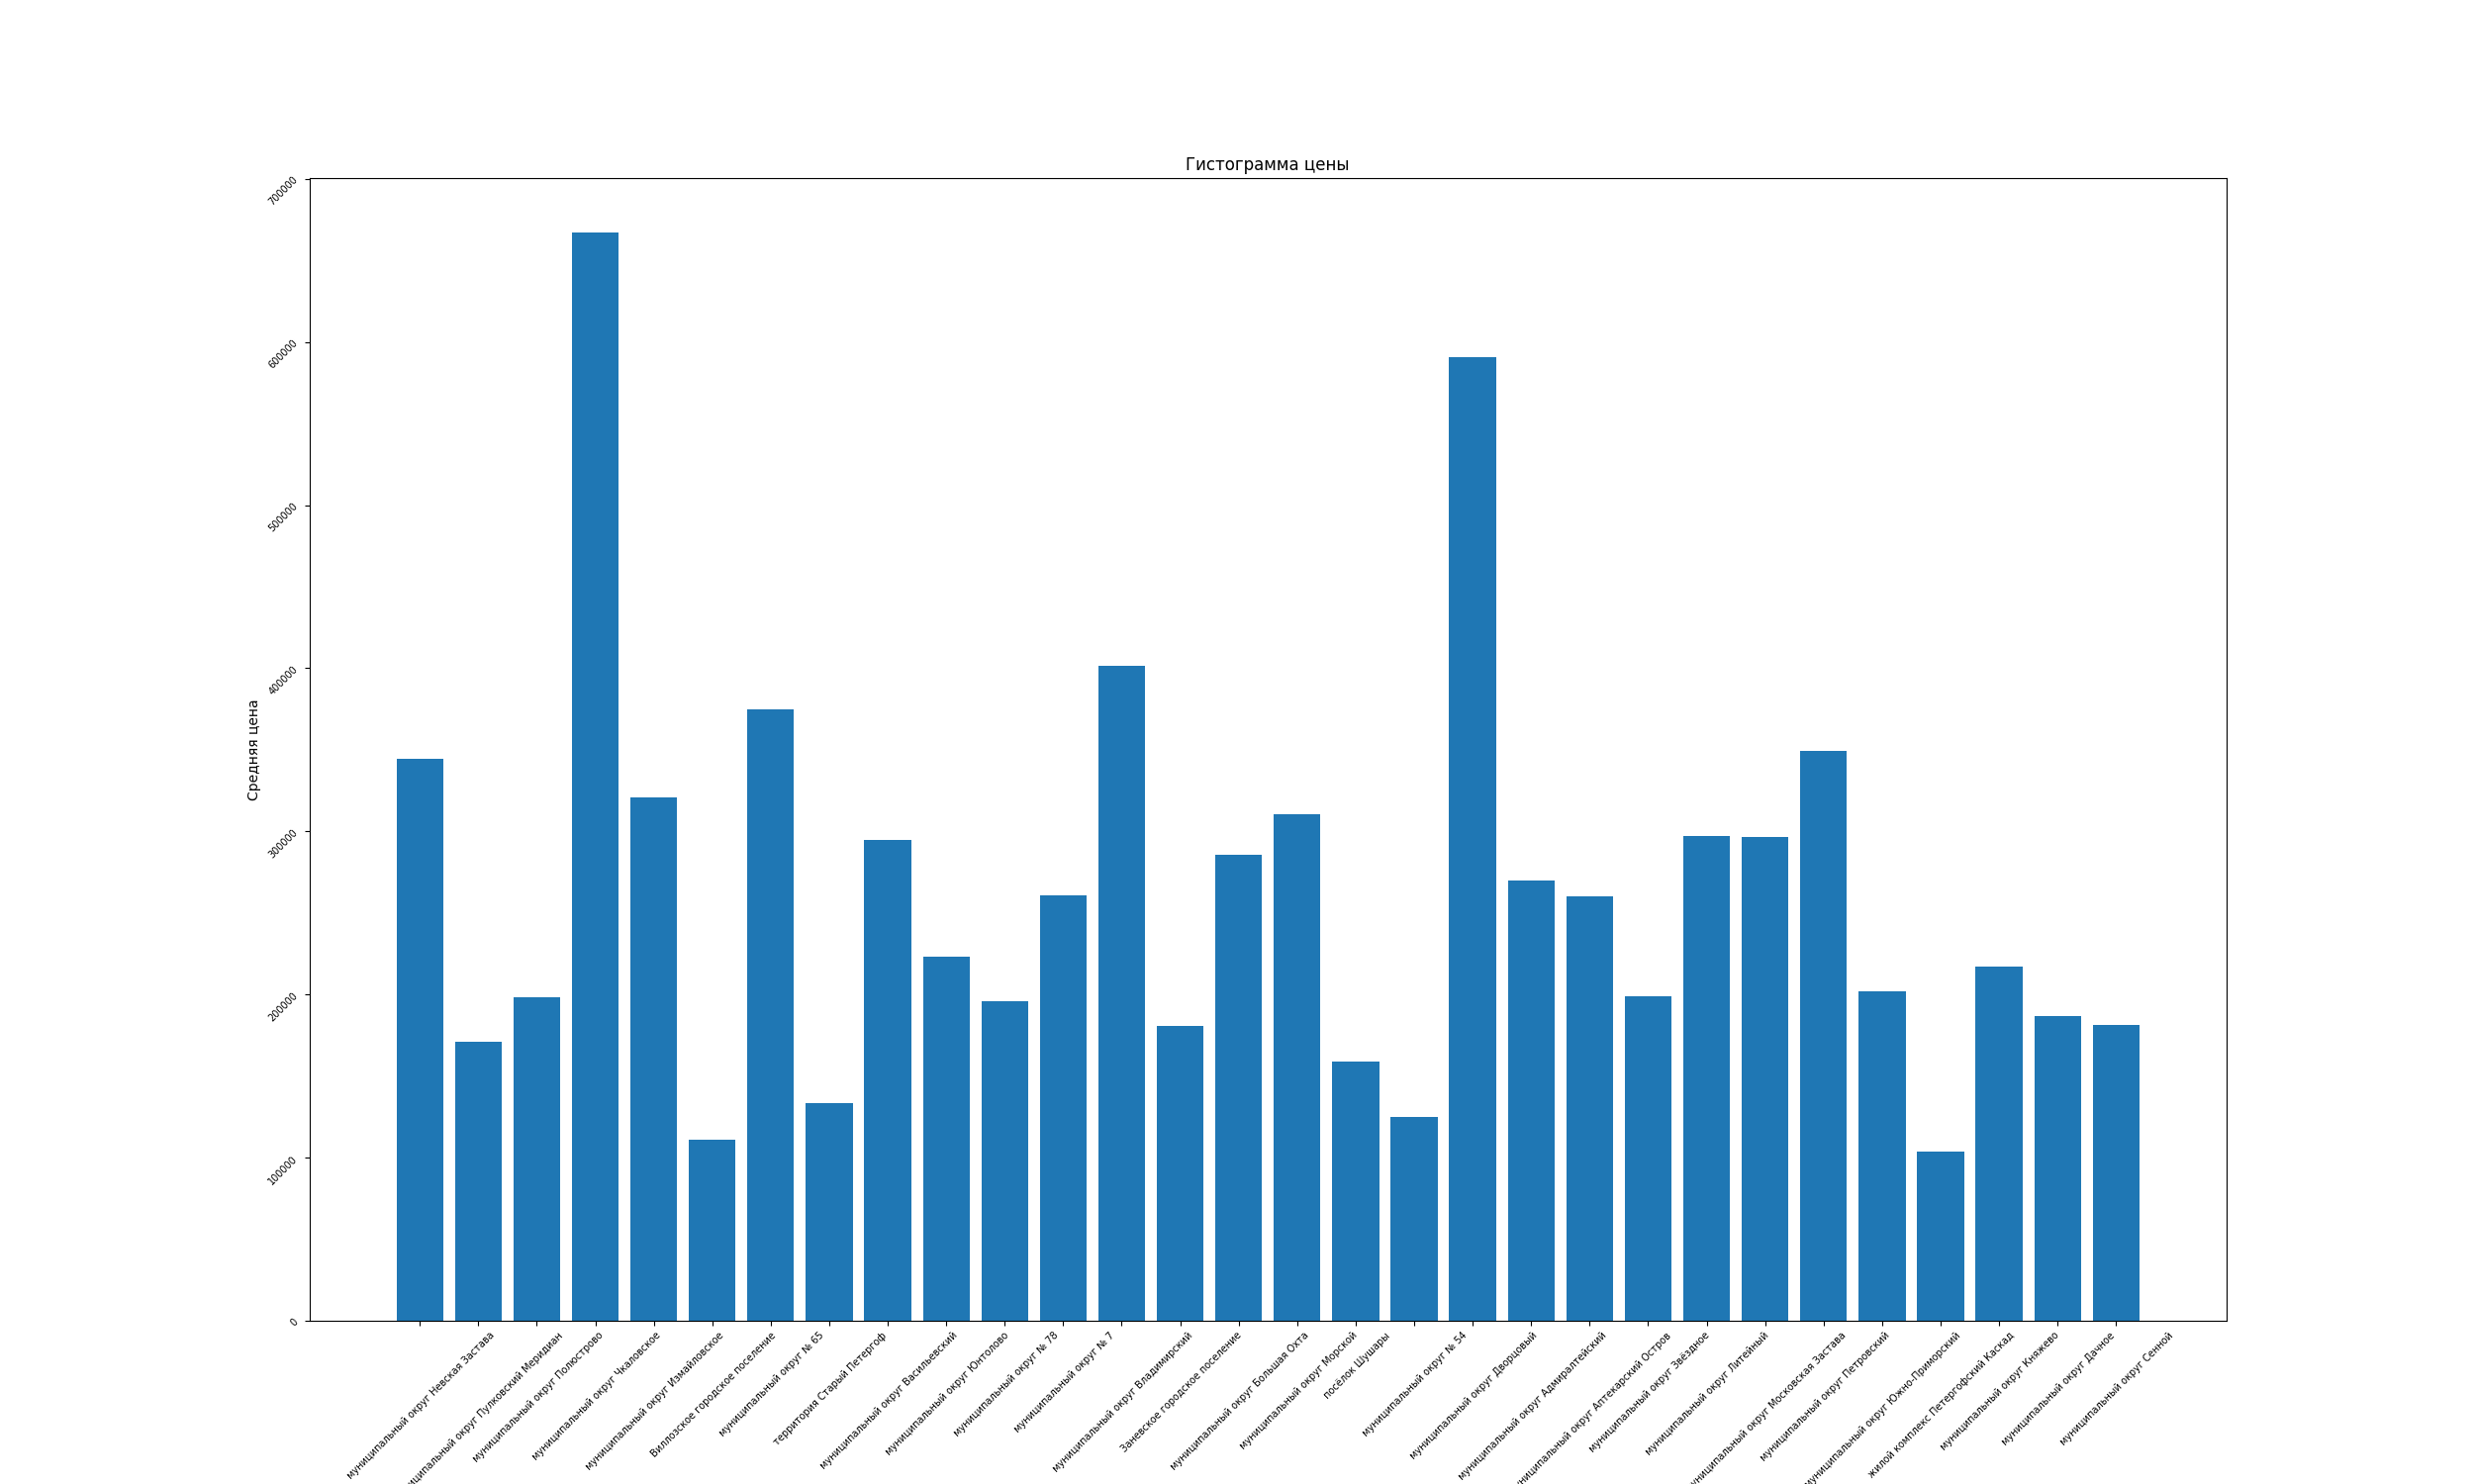 Гистограмма цены
Средняя цена
700000
600000
500000
400000
300000
200000
100000
0
муниципальный округ Невская Застава
округ Пулковский Меридиан
муниципальный округ Полюстрово
муниципальный округ Чкаловское
муниципальный округ Измайловское
Виллозское городское поселение
муниципальный округ № 65
территория Старый Петергоф
муниципальный округ Васильевский
муниципальный округ Юнтолово
муниципальный округ № 78
муниципальный округ № 7
муниципальный округ Владимирский
Заневское городское поселение
муниципальный округ Большая Охта
муниципальный округ Морской
посёлок Шушары
муниципальный округ № 54
муниципальный округ Дворцовый
муниципальный округ Адмиралтейский
округ Аптекарский Остров
муниципальный округ Звёздное
муниципальный округ Литейный
округ Московская Застава
муниципальный округ Петровский
муниципальный округ Южно-Приморский
жилой комплекс Петергофский Каскад
муниципальный округ Княжево
муниципальный округ Дачное
муниципальный округ Сенной